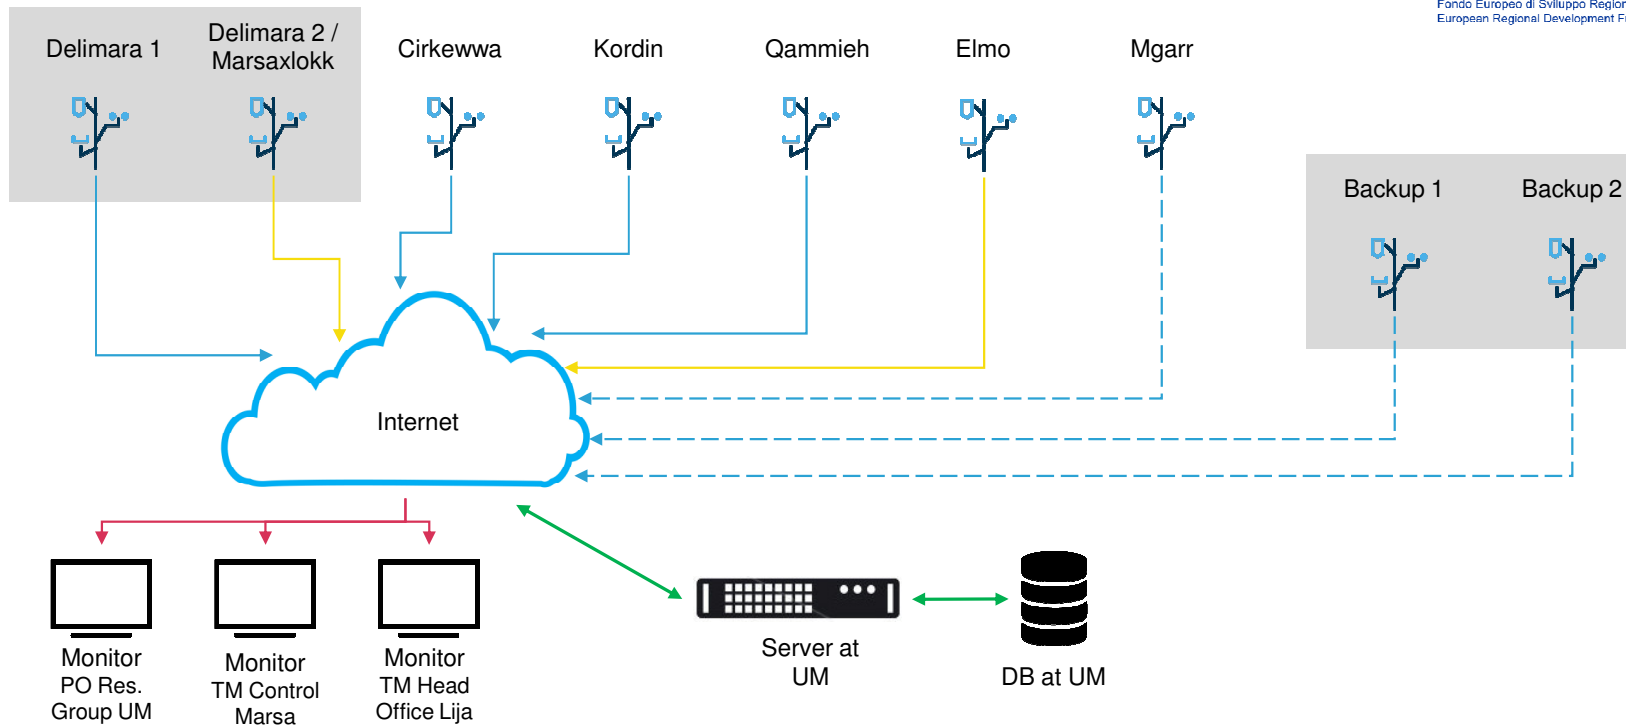 Fondo Europeo di Sviluppo Region
European Regional Development F
Delimara 1
Delimara 2 /
Marsaxlokk
Cirkewwa
Kordin
Qammieh
Elmo
Mgarr
Backup 1
Backup 2
Internet
Monitor
PO Res.
Group UM
Monitor
TM Control
Marsa
Monitor
TM Head
Office Lija
Server at
UM
DB at UM